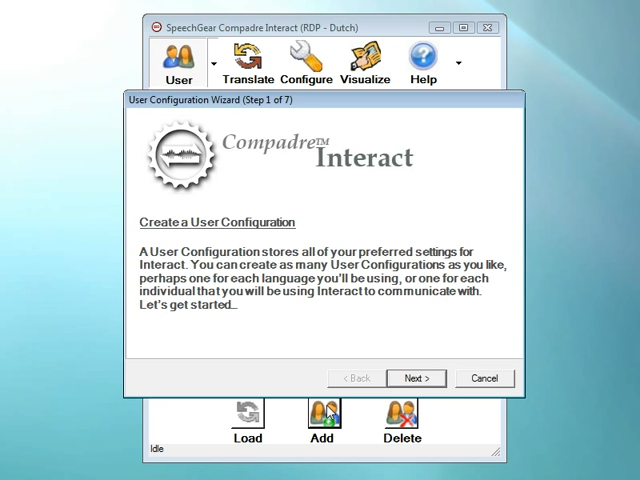 SpeechGear Compadre Interact (RDP - Dutch)
User Translate Configure Visualize Help
User Configuration Wizard (Step 1 of 7)
Compadre™
Interact
Create a User Configuration
A User Configuration stores all of your preferred settings for
Interact. You can create as many User Configurations as you like,
perhaps one for each language you'll be using, or one for each
individual that you will be using Interact to communicate with.
Let's get started...
< Back Next > Cancel
Load Add Delete
Idle